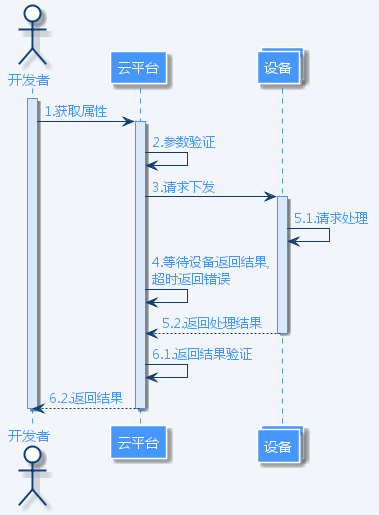 开发者
云平台
设备
1.获取属性
2.参数验证
3.请求下发
5.1.请求处理
4.等待设备返回结果,
超时返回错误
5.2.返回处理结果
6.1.返回结果验证
6.2.返回结果
开发者
云平台
设备